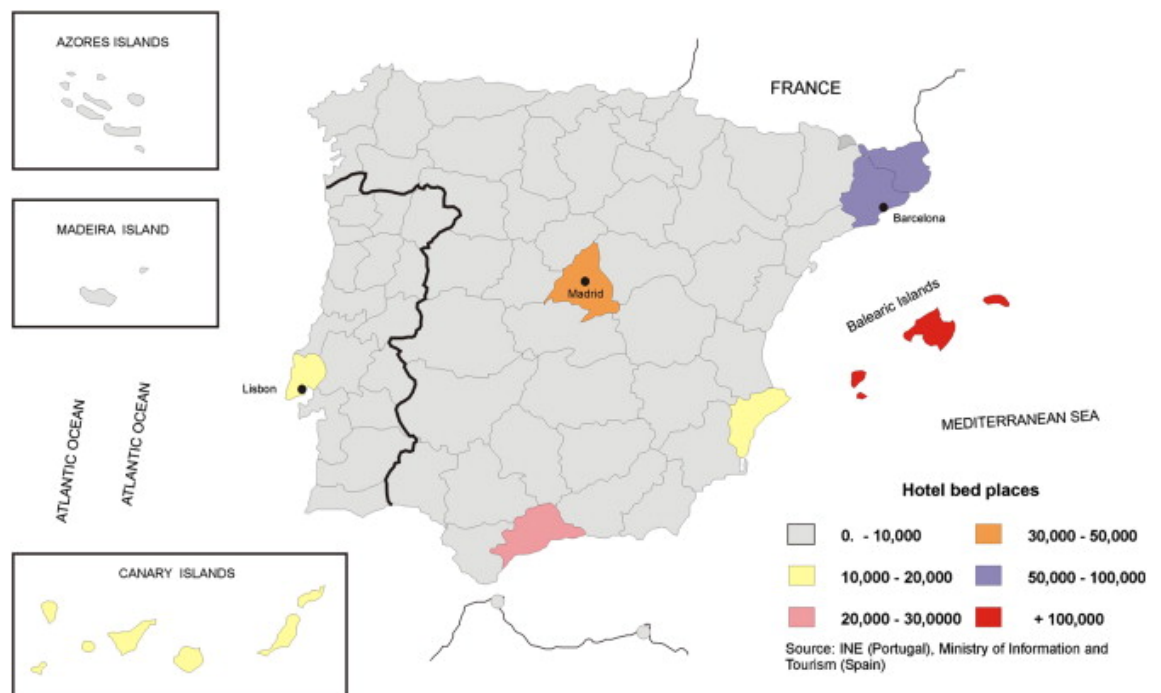 AZORES ISLANDS
FRANCE
MADEIRA ISLAND
Barcelona
Madrid
Balearic Islands
Lisbon
ATLANTIC OCEAN
ATLANTIC OCEAN
MEDITERRANEAN SEA
Hotel bed places
0. - 10,000
30,000 - 50,000
10,000 - 20,000
50,000 - 100,000
20,000 - 30,0000
+ 100,000
CANARY ISLANDS
Source: INE (Portugal), Ministry of Information and
Tourism (Spain)